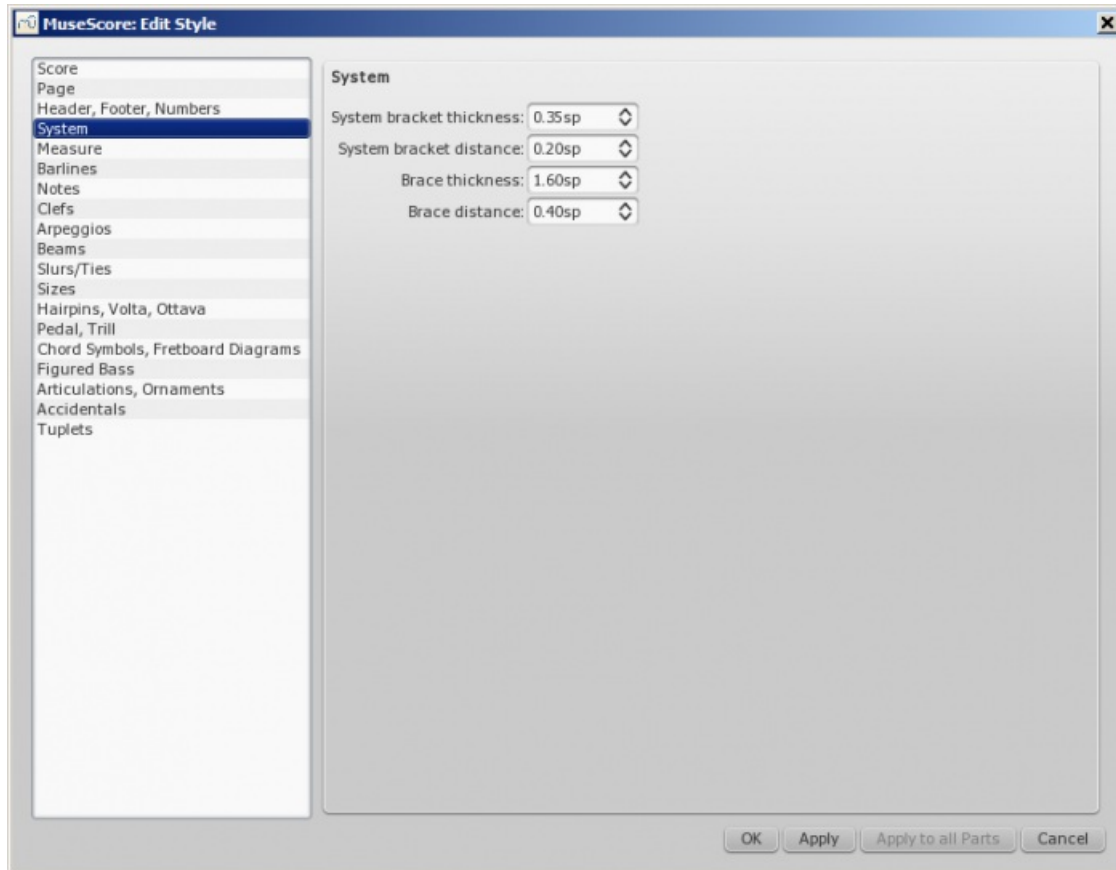 MuseScore: Edit Style
Score
Page
Header, Footer, Numbers
System
Measure
Barlines
Notes
Clefs
Arpeggios
Beams
Slurs/Ties
Sizes
Hairpins, Volta, Ottava
Pedal, Trill
Chord Symbols, Fretboard Diagrams
Figured Bass
Articulations, Ornaments
Accidentals
Tuplets
System
System bracket thickness: 0.35sp
System bracket distance: 0.20sp
Brace thickness: 1.60sp
Brace distance: 0.40sp
OK Apply Apply to all Parts Cancel